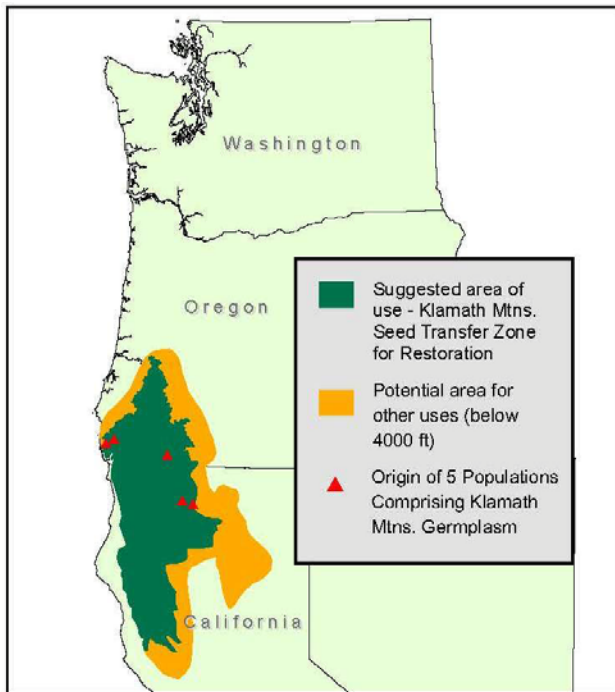 Washington
Oregon
Suggested area of
use - Klamath Mtns.
Seed Transfer Zone
for Restoration
Potential area for
other uses (below
4000 ft)
Origin of 5 Populations
Comprising Klamath
Mtns. Germplasm
California